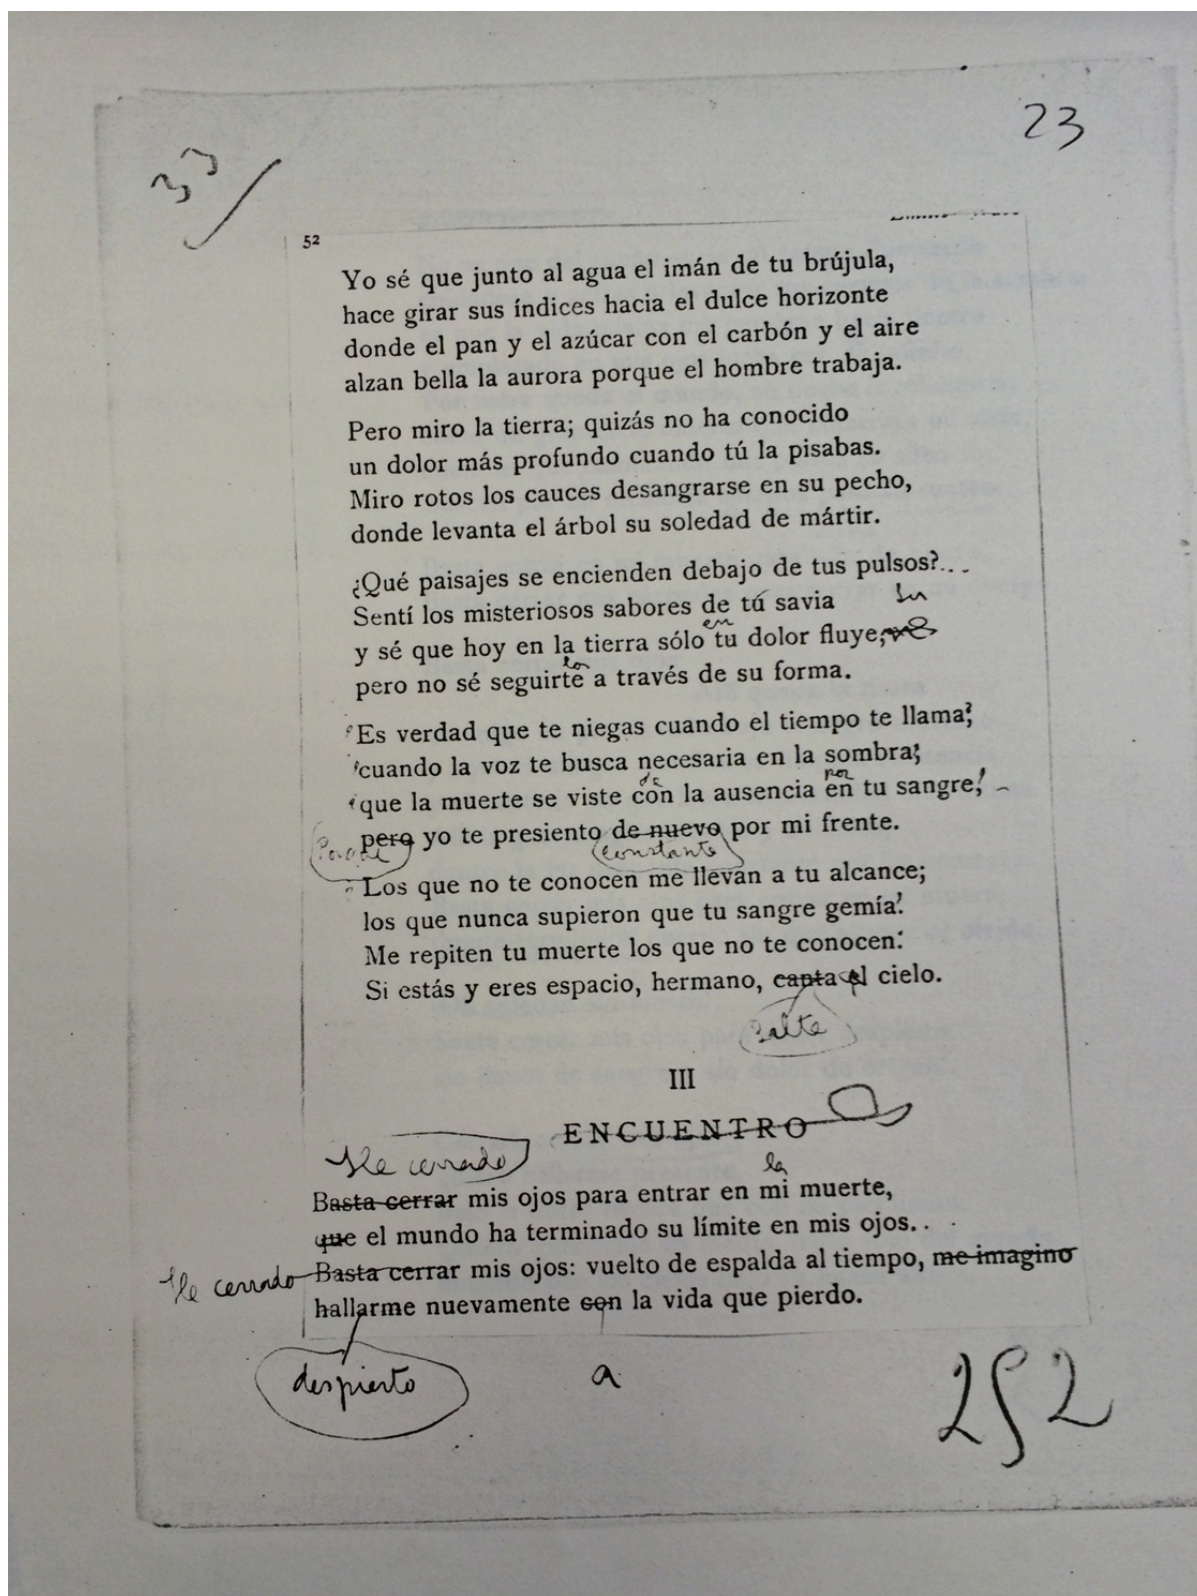 23
33/
52
Yo sé que junto al agua el imán de tu brújula,
hace girar sus índices hacia el dulce horizonte
donde el pan y el azúcar con el carbón y el aire
alzan bella la aurora porque el hombre trabaja.
Pero miro la tierra; quizás no ha conocido
un dolor más profundo cuando tú la pisabas.
Miro rotos los cauces desangrarse en su pecho,
donde levanta el árbol su soledad de mártir.
¿Qué paisajes se encienden debajo de tus pulsos?...
Sentí los misteriosos sabores de tú savia
su
en
y sé que hoy en la tierra sólo tu dolor fluye;
los
pero no sé seguirte a través de su forma.
¿Es verdad que te niegas cuando el tiempo te llama?,
cuando la voz te busca necesaria en la sombra;
de
por
que la muerte se viste con la ausencia en tu sangre,
pero yo te presiento de nuevo por mi frente.
Porque
constante
Los que no te conocen me llevan a tu alcance;
los que nunca supieron que tu sangre gemía.
Me repiten tu muerte los que no te conocen:
Si estás y eres espacio, hermano, capta el cielo.
salte
III
ENCUENTRO
He cerrado
la
Basta cerrar mis ojos para entrar en mi muerte,
que el mundo ha terminado su límite en mis ojos...
He cerrado
Basta cerrar mis ojos: vuelto de espalda al tiempo, me imagino
hallarme nuevamente con la vida que pierdo.
despierto
a
252